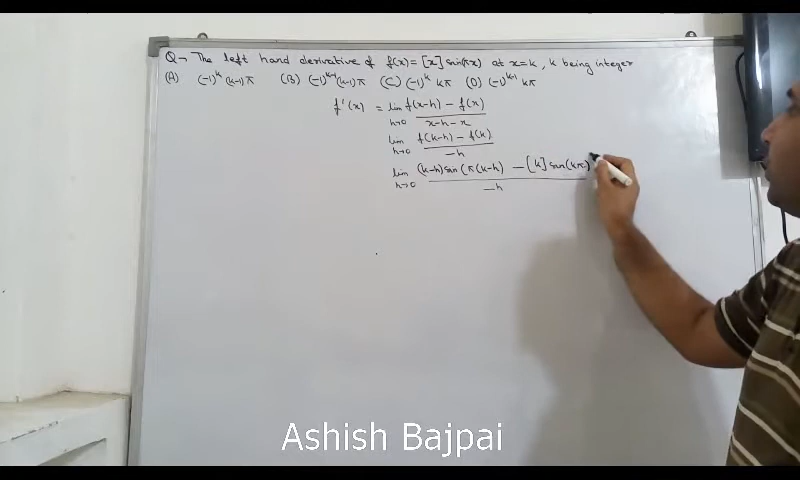 Q→ The left hand derivative of f(x) = [x] sin(πx) at x=k, k being integer
(A) (-1)^k (k-1)π (B) (-1)^k-1 (k-1)π (C) (-1)^k kπ (D) (-1)^k-1 kπ
f'(x) = lim h→0 f(x-h) - f(x) / x-h-x
lim h→0 f(k-h) - f(k) / -h
lim h→0 (k-h) sin(π(k-h) - [k] sin(kπ) / -h
Ashish Bajpai